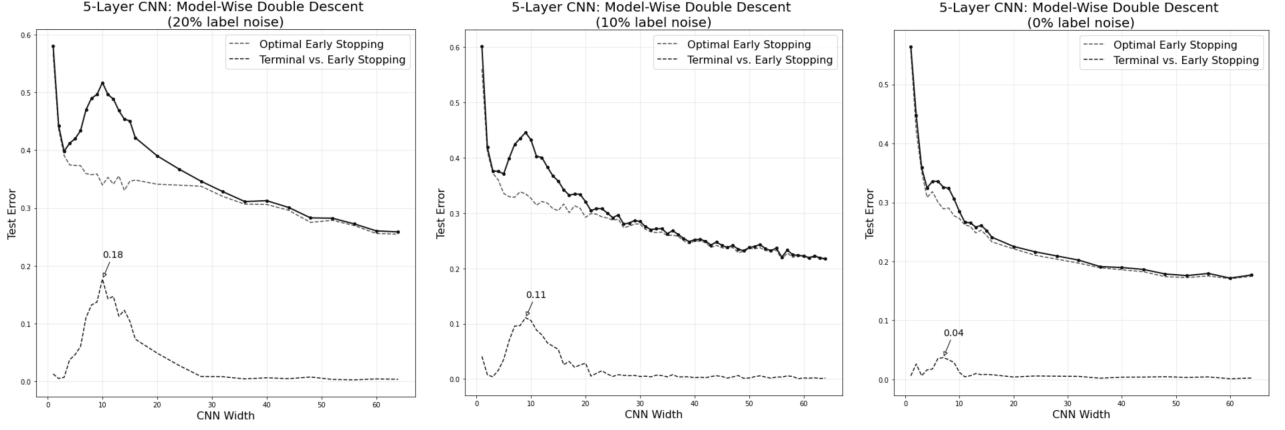 5-Layer CNN: Model-Wise Double Descent
(20% label noise)
Optimal Early Stopping
Terminal vs. Early Stopping
Test Error
0.6
0.5
0.4
0.3
0.2
0.1
0.0
0.18
0
10
20
30
40
50
60
CNN Width
5-Layer CNN: Model-Wise Double Descent
(10% label noise)
Optimal Early Stopping
Terminal vs. Early Stopping
Test Error
0.6
0.5
0.4
0.3
0.2
0.1
0.0
0.11
0
10
20
30
40
50
60
CNN Width
5-Layer CNN: Model-Wise Double Descent
(0% label noise)
Optimal Early Stopping
Terminal vs. Early Stopping
Test Error
0.5
0.4
0.3
0.2
0.1
0.0
0.04
0
10
20
30
40
50
60
CNN Width